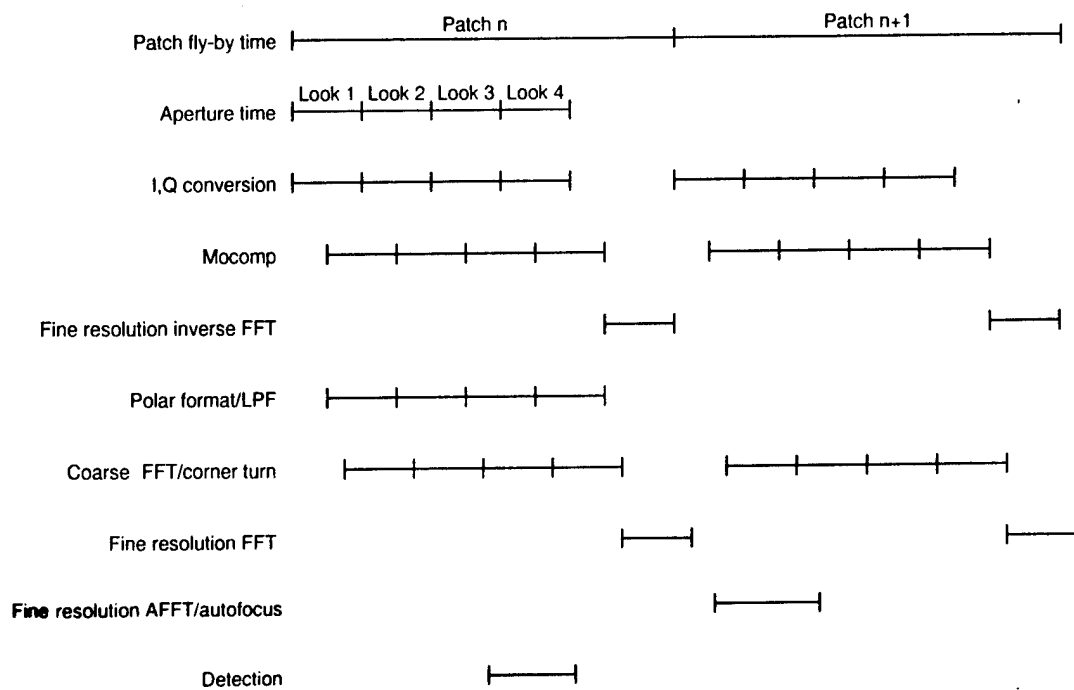 Patch n
Patch n+1
Patch fly-by time
Look 1 Look 2 Look 3 Look 4
Aperture time
I,Q conversion
Mocomp
Fine resolution inverse FFT
Polar format/LPF
Coarse FFT/corner turn
Fine resolution FFT
Fine resolution AFFT/autofocus
Detection